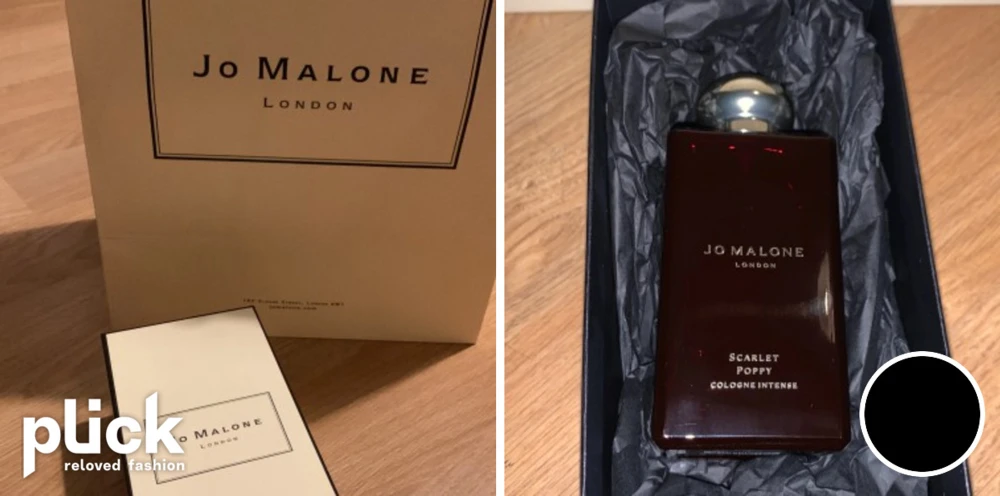 JO MALONE
LONDON
JO MALONE
LONDON
plick
reloved fashion
JO MALONE
LONDON
SCARLET
POPPY
COLOGNE INTENSE